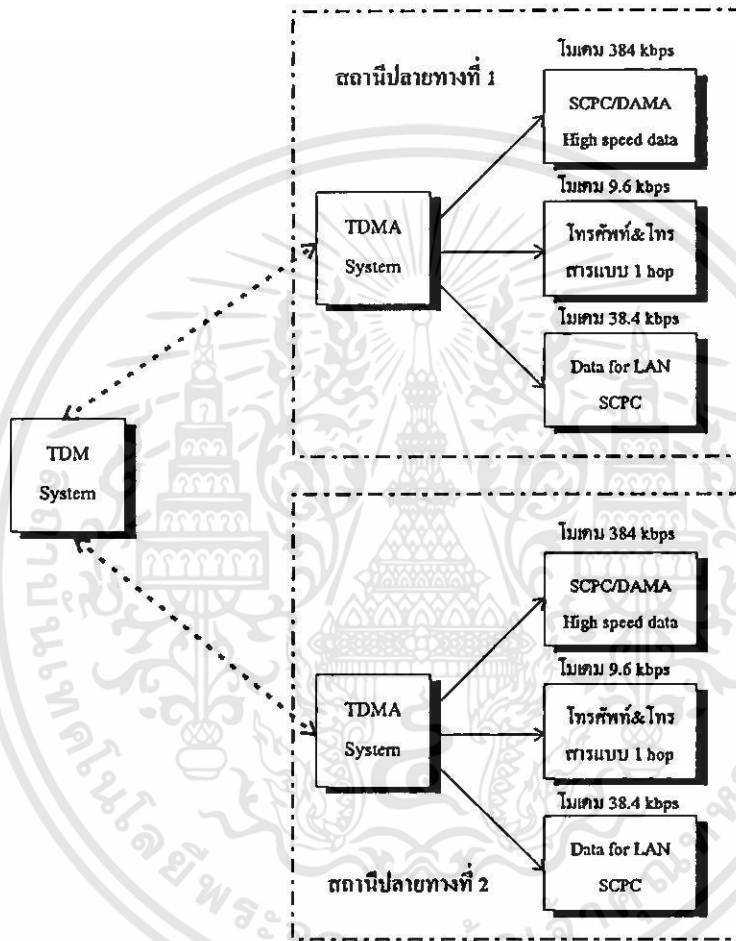 โมเดม 384 kbps
สถานีปลายทางที่ 1
SCPC/DAMA
High speed data
โมเดม 9.6 kbps
TDMA
System
โทรศัพท์&โทร
สารแบบ 1 hop
โมเดม 38.4 kbps
Data for LAN
SCPC
TDM
System
โมเดม 384 kbps
SCPC/DAMA
High speed data
โมเดม 9.6 kbps
TDMA
System
โทรศัพท์&โทร
สารแบบ 1 hop
โมเดม 38.4 kbps
Data for LAN
SCPC
สถานีปลายทางที่ 2